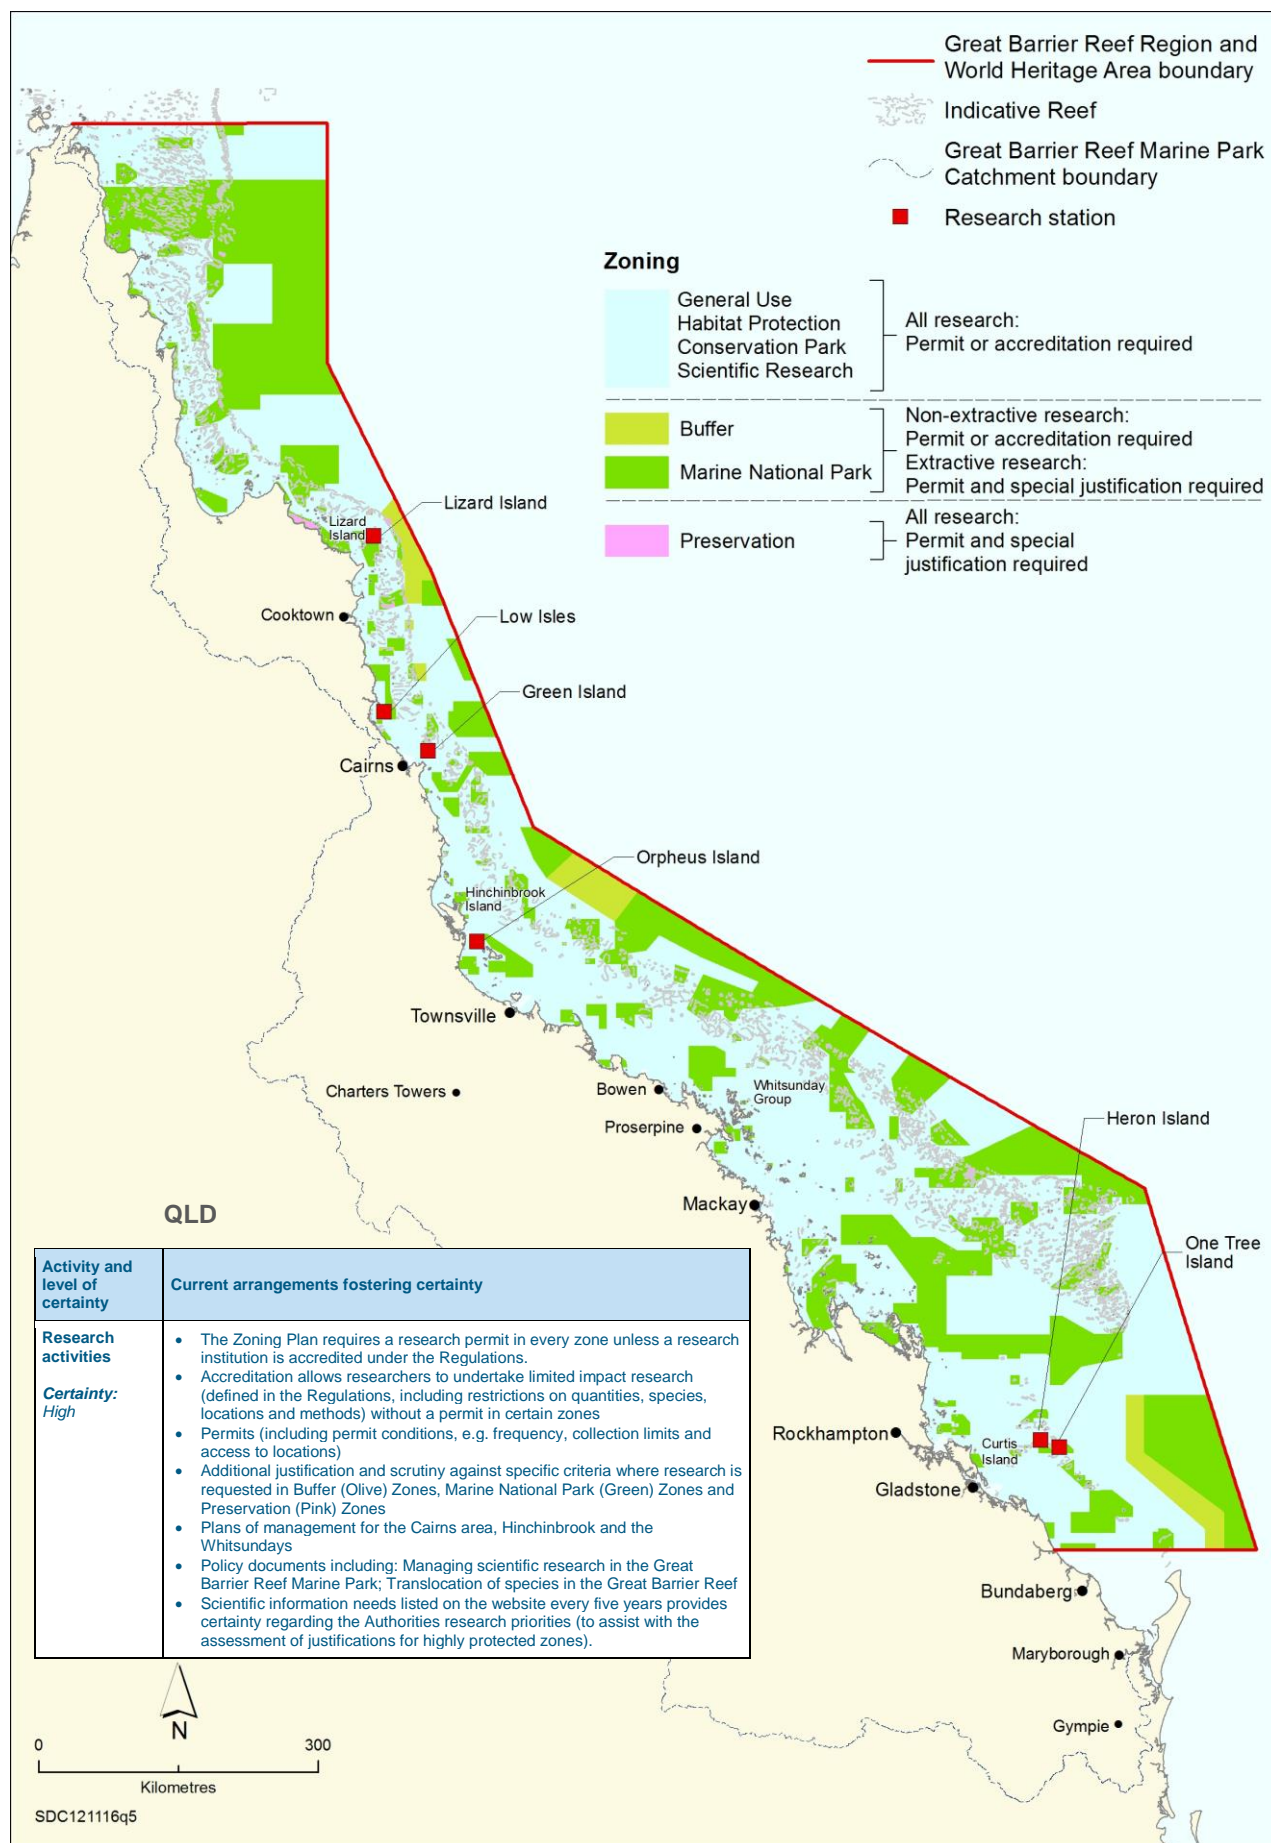 Great Barrier Reef Region and
World Heritage Area boundary
Indicative Reef
Great Barrier Reef Marine Park
Catchment boundary
Research station
Zoning
General Use
Habitat Protection
Conservation Park
Scientific Research
All research:
Permit or accreditation required
Buffer
Marine National Park
Non-extractive research:
Permit or accreditation required
Extractive research:
Permit and special justification required
Preservation
All research:
Permit and special
justification required
Lizard Island
Lizard
Island
Cooktown
Low Isles
Green Island
Cairns
Orpheus Island
Hinchinbrook
Island
Townsville
Charters Towers
Bowen
Whitsunday
Group
Proserpine
Heron Island
Mackay
QLD
One Tree
Island
Activity and
level of
certainty
Current arrangements fostering certainty
Research
activities
Certainty:
High
• The Zoning Plan requires a research permit in every zone unless a research
institution is accredited under the Regulations.
• Accreditation allows researchers to undertake limited impact research
(defined in the Regulations, including restrictions on quantities, species,
locations and methods) without a permit in certain zones
• Permits (including permit conditions, e.g. frequency, collection limits and
access to locations)
• Additional justification and scrutiny against specific criteria where research is
requested in Buffer (Olive) Zones, Marine National Park (Green) Zones and
Preservation (Pink) Zones
• Plans of management for the Cairns area, Hinchinbrook and the
Whitsundays
• Policy documents including: Managing scientific research in the Great
Barrier Reef Marine Park; Translocation of species in the Great Barrier Reef
• Scientific information needs listed on the website every five years provides
certainty regarding the Authorities research priorities (to assist with the
assessment of justifications for highly protected zones).
Rockhampton
Curtis
Island
Gladstone
Bundaberg
Maryborough
Gympie
N
0 300
Kilometres
SDC121116q5